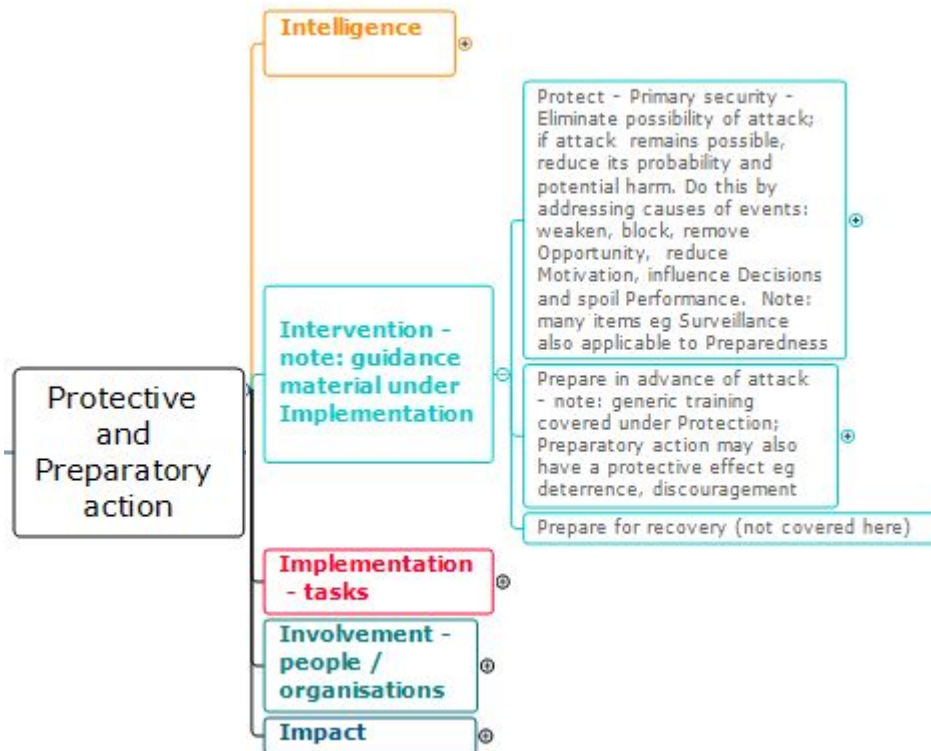 Protective
and
Preparatory
action
Intelligence
Intervention -
note: guidance
material under
Implementation
Protect - Primary security -
Eliminate possibility of attack;
if attack remains possible,
reduce its probability and
potential harm. Do this by
addressing causes of events:
weaken, block, remove
Opportunity, reduce
Motivation, influence Decisions
and spoil Performance. Note:
many items eg Surveillance
also applicable to Preparedness
Prepare in advance of attack
- note: generic training
covered under Protection;
Preparatory action may also
have a protective effect eg
deterrence, discouragement
Prepare for recovery (not covered here)
Implementation
- tasks
Involvement -
people /
organisations
Impact